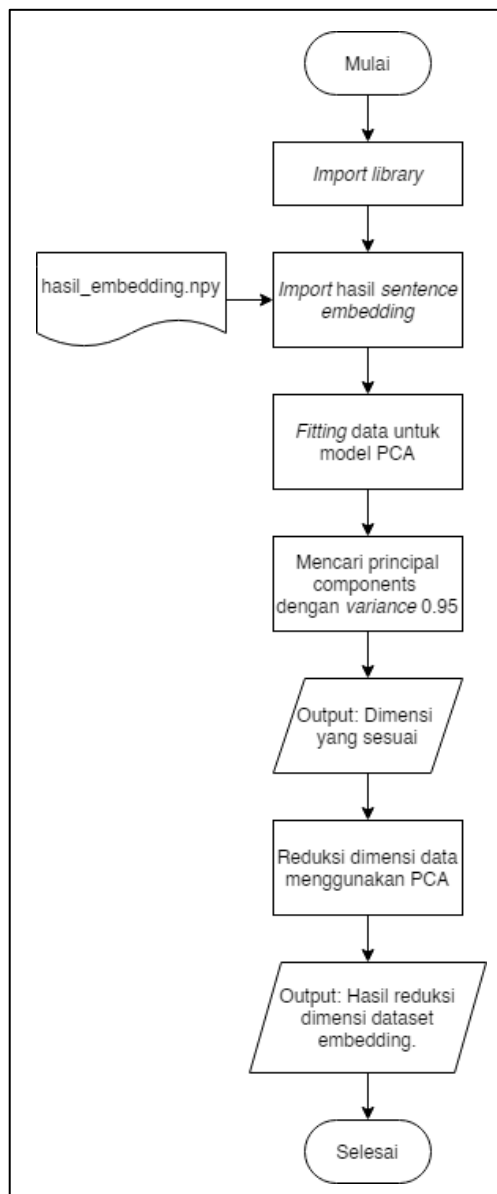 Mulai
Import library
hasil_embedding.npy
Import hasil sentence
embedding
Fitting data untuk
model PCA
Mencari principal
components
dengan variance 0.95
Output: Dimensi
yang sesuai
Reduksi dimensi data
menggunakan PCA
Output: Hasil reduksi
dimensi dataset
embedding.
Selesai